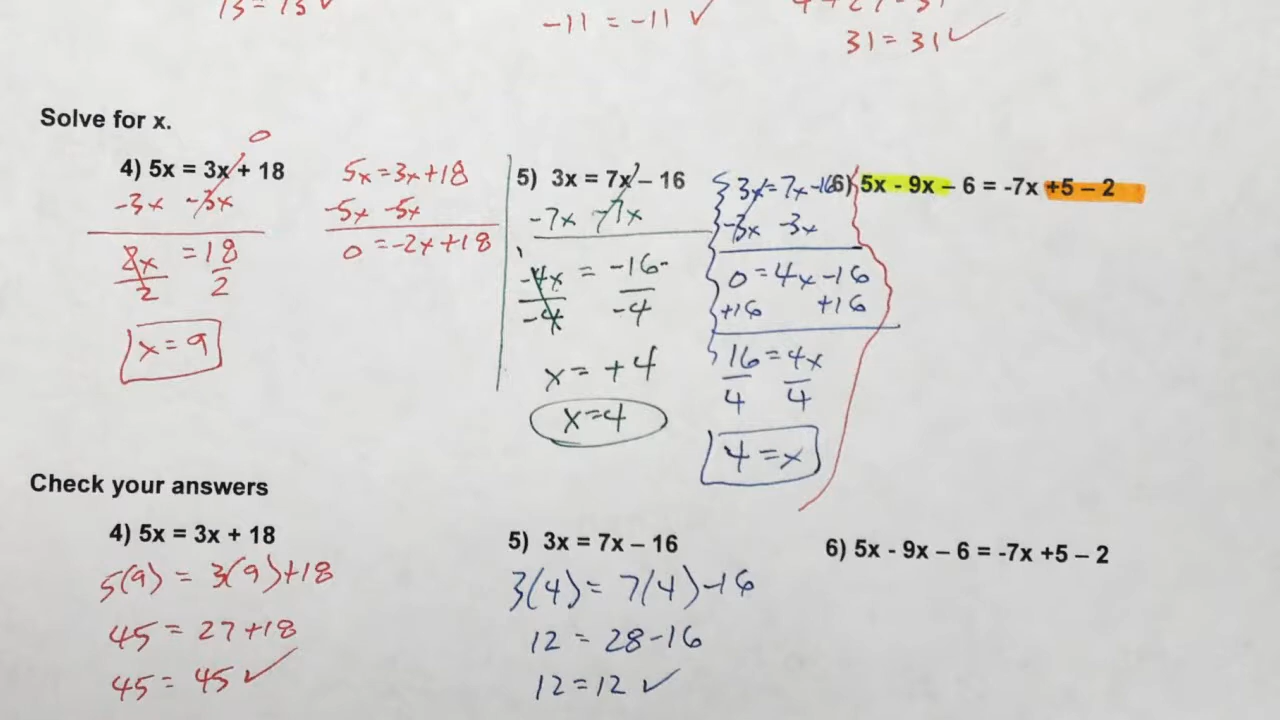 13 = 13 ✓
-11 = -11 ✓
31 = 31 ✓
Solve for x.
0
4) 5x = 3x + 18
-3x -3x
2x = 18
2 2
x = 9
5x = 3x + 18
-5x -5x
0 = -2x + 18
5) 3x = 7x – 16
-7x -7x
-4x = -16
-4 -4
x = +4
x = 4
3x = 7x - 16
-3x -3x
0 = 4x - 16
+16 +16
16 = 4x
4 4
4 = x
6) 5x - 9x – 6 = -7x +5 – 2
Check your answers
4) 5x = 3x + 18
5(9) = 3(9) + 18
45 = 27 + 18
45 = 45 ✓
5) 3x = 7x – 16
3(4) = 7(4) - 16
12 = 28 - 16
12 = 12 ✓
6) 5x - 9x – 6 = -7x +5 – 2